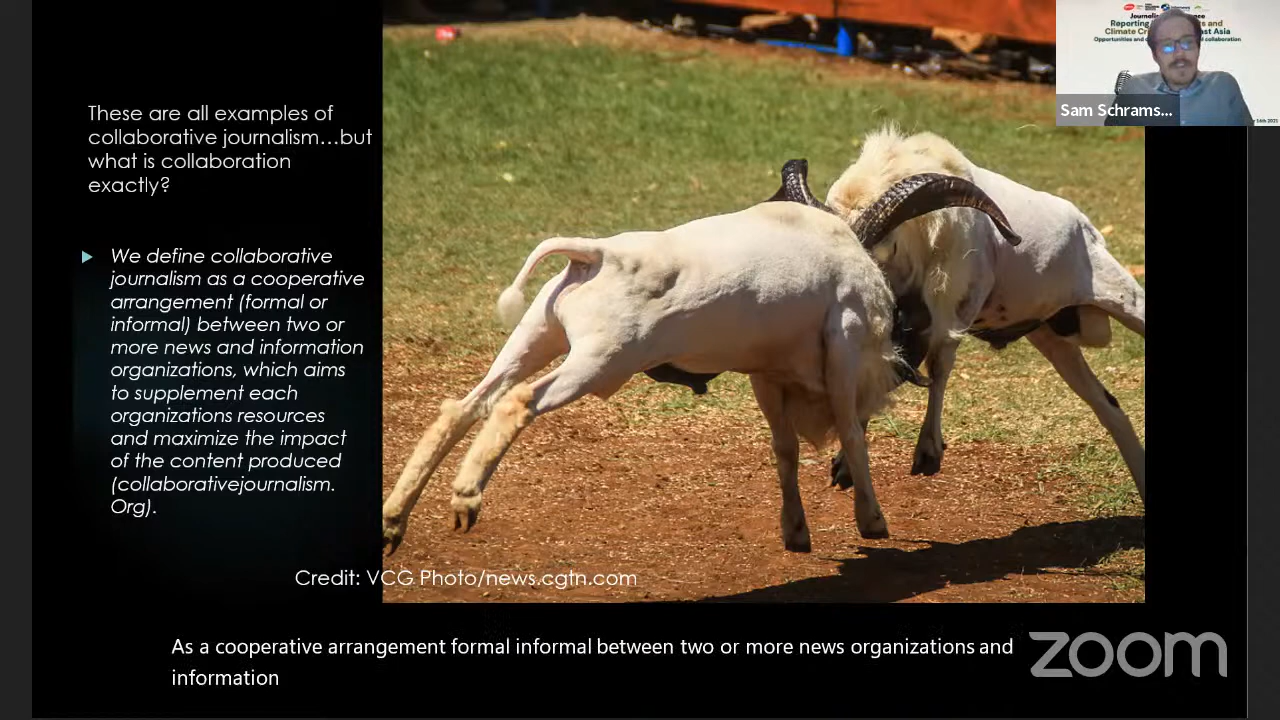 These are all examples of
collaborative journalism...but
what is collaboration
exactly?
We define collaborative
journalism as a cooperative
arrangement (formal or
informal) between two or
more news and information
organizations, which aims
to supplement each
organizations resources
and maximize the impact
of the content produced
(collaborativejournalism.
Org).
Credit: VCG Photo/news.cgtn.com
Sam Schrams...
As a cooperative arrangement formal informal between two or more news organizations and
information
zoom